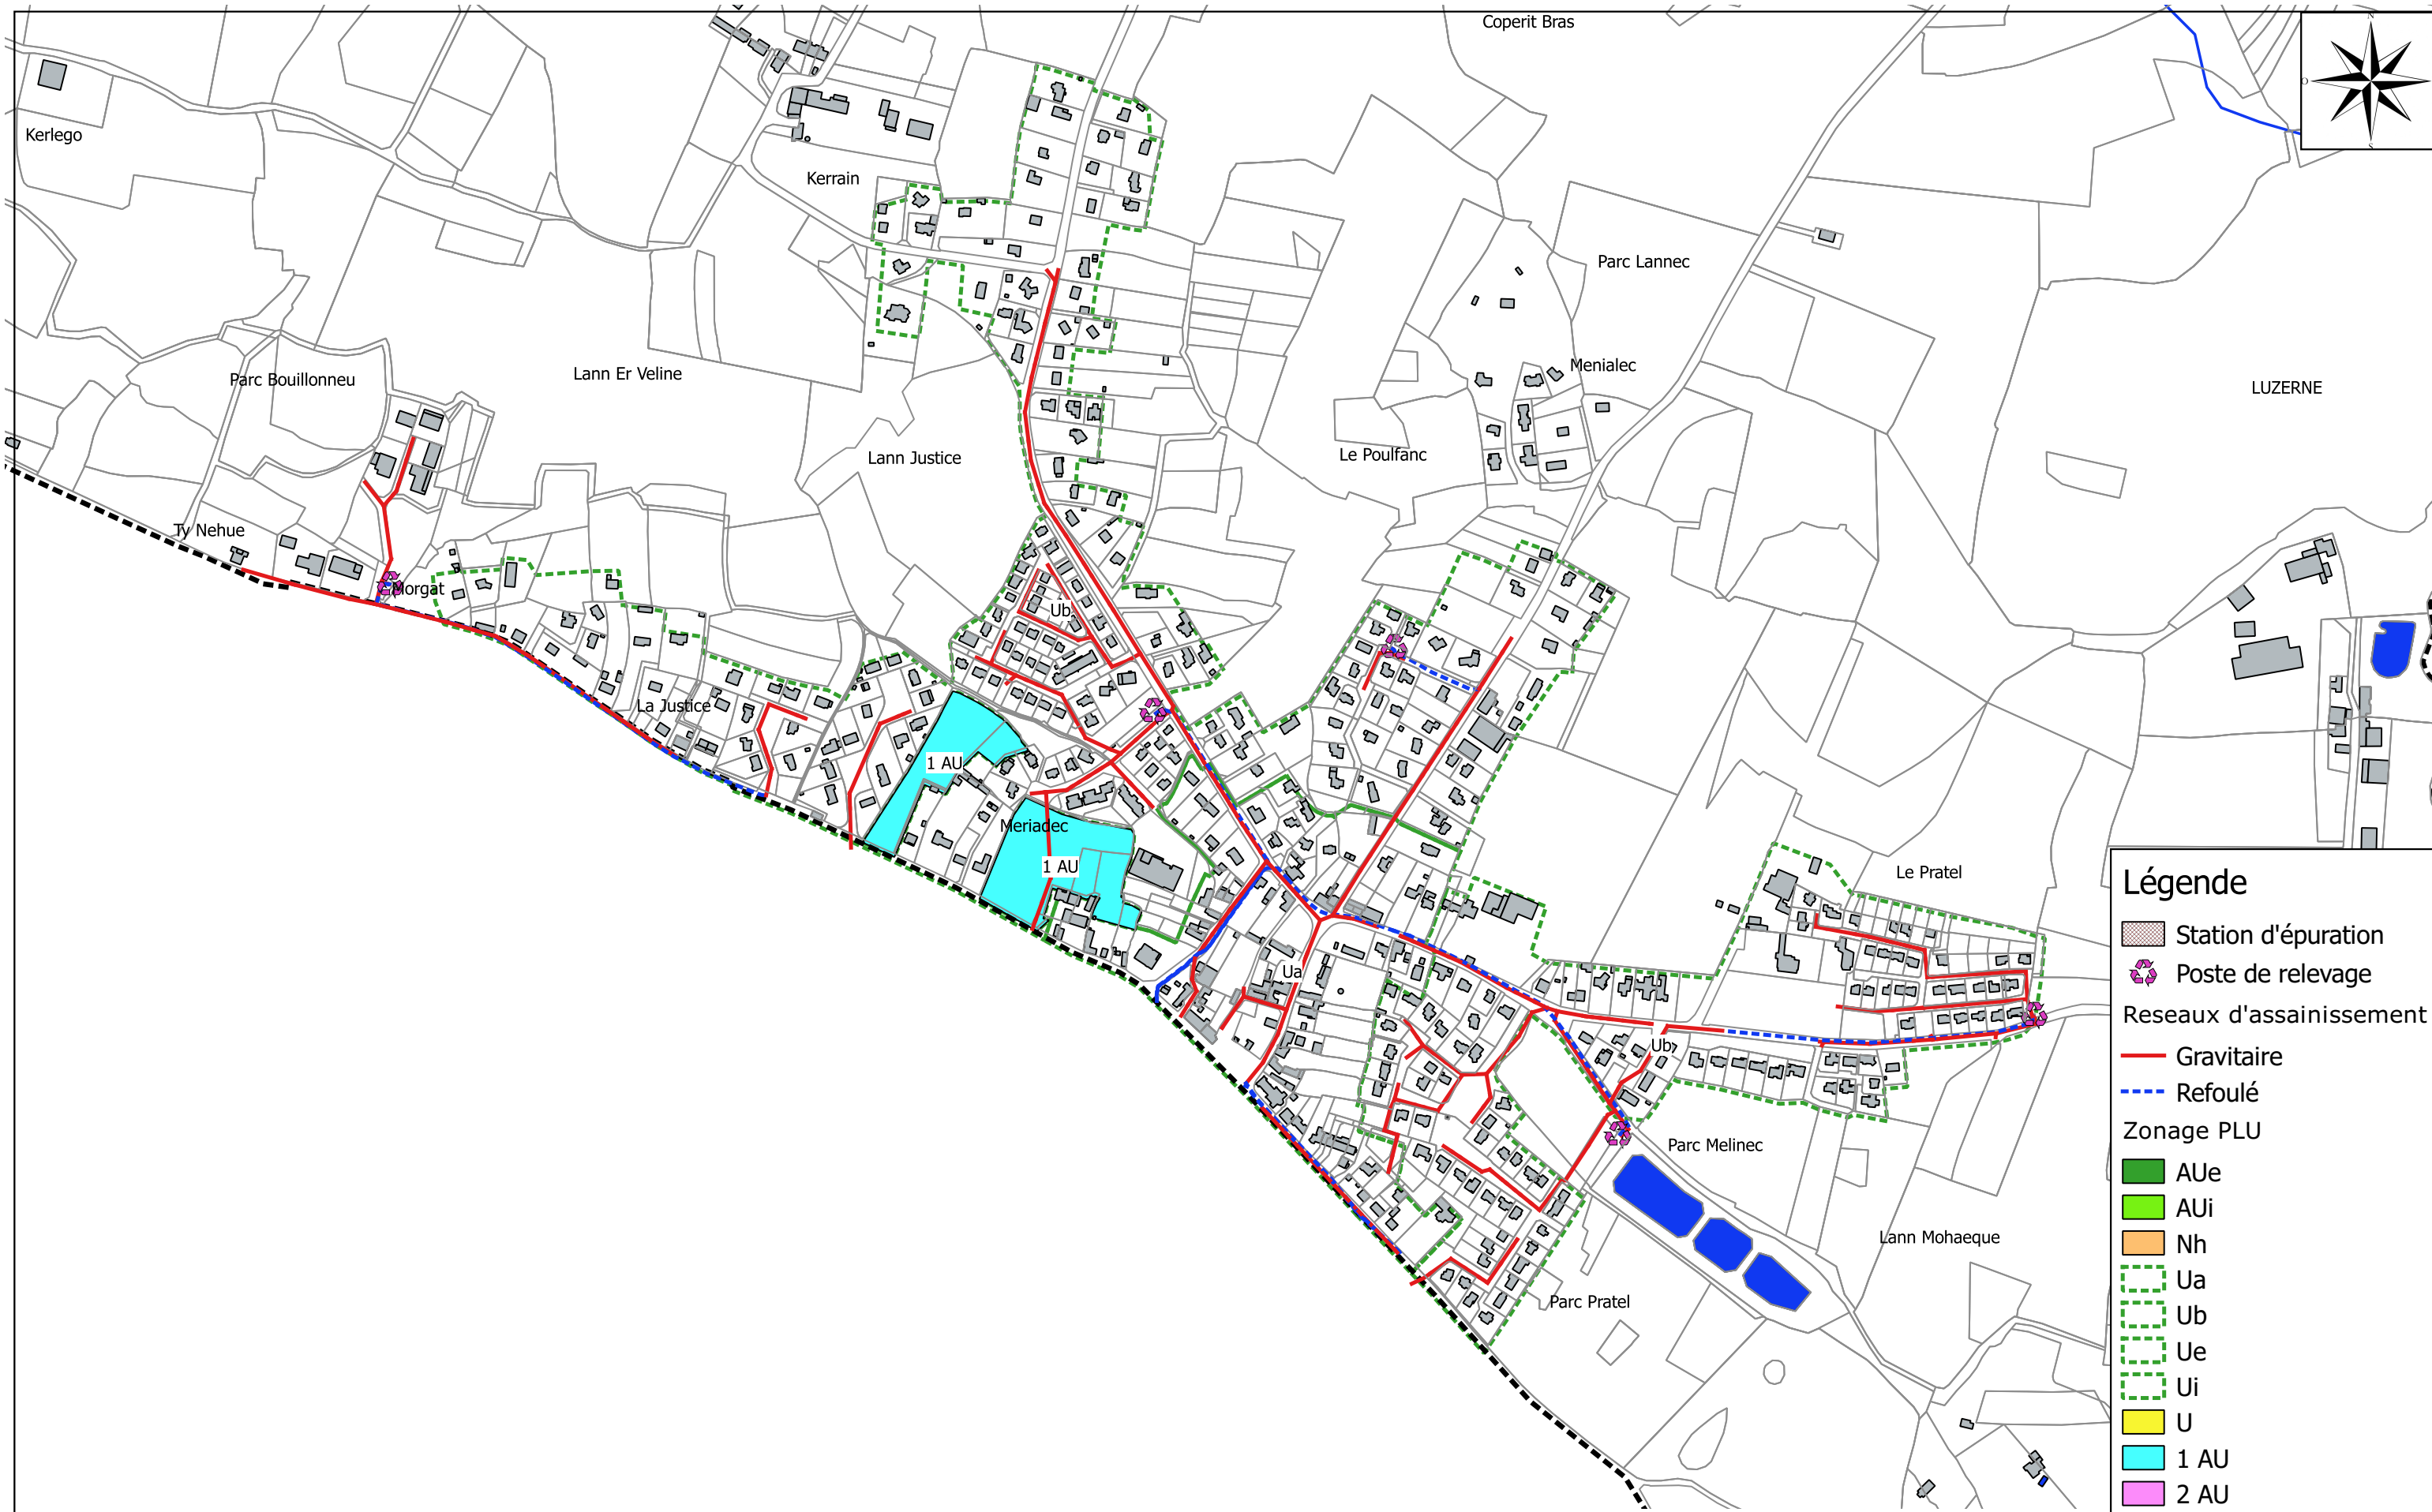 Coperit Bras
N
O
S
Kerlego
Kerrain
Parc Lannec
Menialec
LUZERNE
Parc Bouillonneu
Lann Er Veline
Lann Justice
Le Poulfanc
Ty Nehue
Morgat
Ub
La Justice
1 AU
Meriadec
1 AU
Le Pratel
Ua
Ub
Parc Melinec
Lann Mohaeque
Parc Pratel
Légende
Station d'épuration
Poste de relevage
Reseaux d'assainissement
Gravitaire
Refoulé
Zonage PLU
AUe
AUi
Nh
Ua
Ub
Ue
Ui
U
1 AU
2 AU